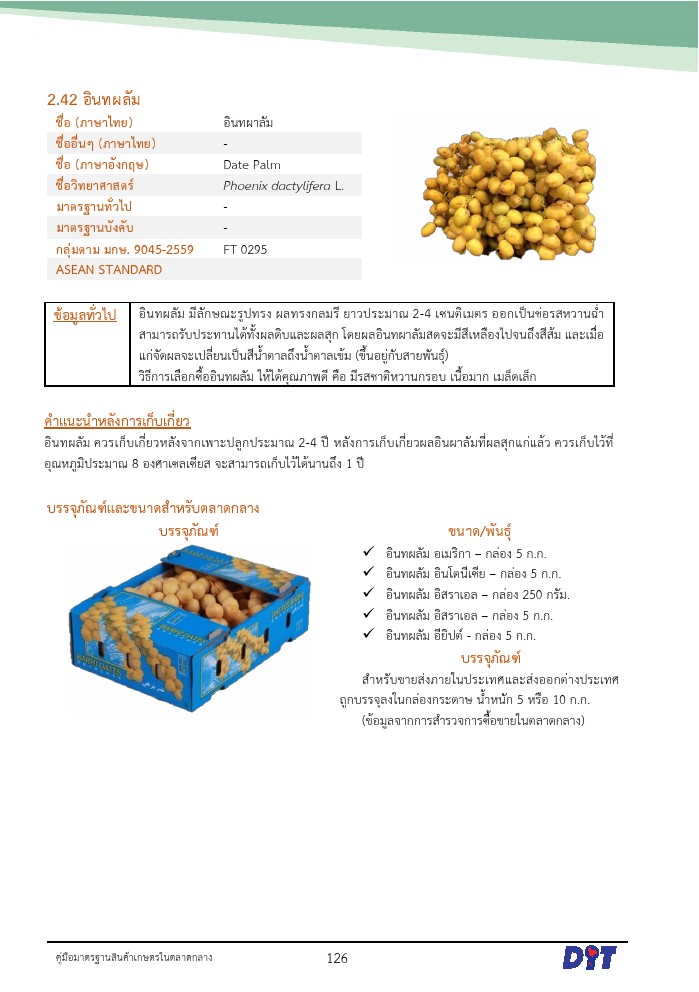 2.42 อินทผลัม
ชื่อ (ภาษาไทย) อินทผาลัม
ชื่ออื่นๆ (ภาษาไทย) -
ชื่อ (ภาษาอังกฤษ) Date Palm
ชื่อวิทยาศาสตร์ Phoenix dactylifera L.
มาตรฐานทั่วไป -
มาตรฐานบังคับ -
กลุ่มตาม มกษ. 9045-2559 FT 0295
ASEAN STANDARD
ข้อมูลทั่วไป
อินทผลัม มีลักษณะรูปทรง ผลทรงกลมรี ยาวประมาณ 2-4 เซนติเมตร ออกเป็นช่อรสหวานฉ่ำ
สามารถรับประทานได้ทั้งผลดิบและผลสุก โดยผลอินทผาลัมสดจะมีสีเหลืองไปจนถึงสีส้ม และเมื่อ
แก่จัดผลจะเปลี่ยนเป็นสีน้ำตาลถึงน้ำตาลเข้ม (ขึ้นอยู่กับสายพันธุ์)
วิธีการเลือกซื้ออินทผลัม ให้ได้คุณภาพดี คือ มีรสชาติหวานกรอบ เนื้อมาก เมล็ดเล็ก
คำแนะนำหลังการเก็บเกี่ยว
อินทผลัม ควรเก็บเกี่ยวหลังจากเพาะปลูกประมาณ 2-4 ปี หลังการเก็บเกี่ยวผลอินผาลัมที่ผลสุกแก่แล้ว ควรเก็บไว้ที่
อุณหภูมิประมาณ 8 องศาเซลเซียส จะสามารถเก็บไว้ได้นานถึง 1 ปี
บรรจุภัณฑ์และขนาดสำหรับตลาดกลาง
บรรจุภัณฑ์
ขนาด/พันธุ์
✓ อินทผลัม อเมริกา – กล่อง 5 ก.ก.
✓ อินทผลัม อินโดนีเซีย – กล่อง 5 ก.ก.
✓ อินทผลัม อิสราเอล – กล่อง 250 กรัม.
✓ อินทผลัม อิสราเอล – กล่อง 5 ก.ก.
✓ อินทผลัม อียิปต์ - กล่อง 5 ก.ก.
บรรจุภัณฑ์
สำหรับขายส่งภายในประเทศและส่งออกต่างประเทศ
ถูกบรรจุลงในกล่องกระดาษ น้ำหนัก 5 หรือ 10 ก.ก.
(ข้อมูลจากการสำรวจการซื้อขายในตลาดกลาง)
คู่มือมาตรฐานสินค้าเกษตรในตลาดกลาง
126
DIT